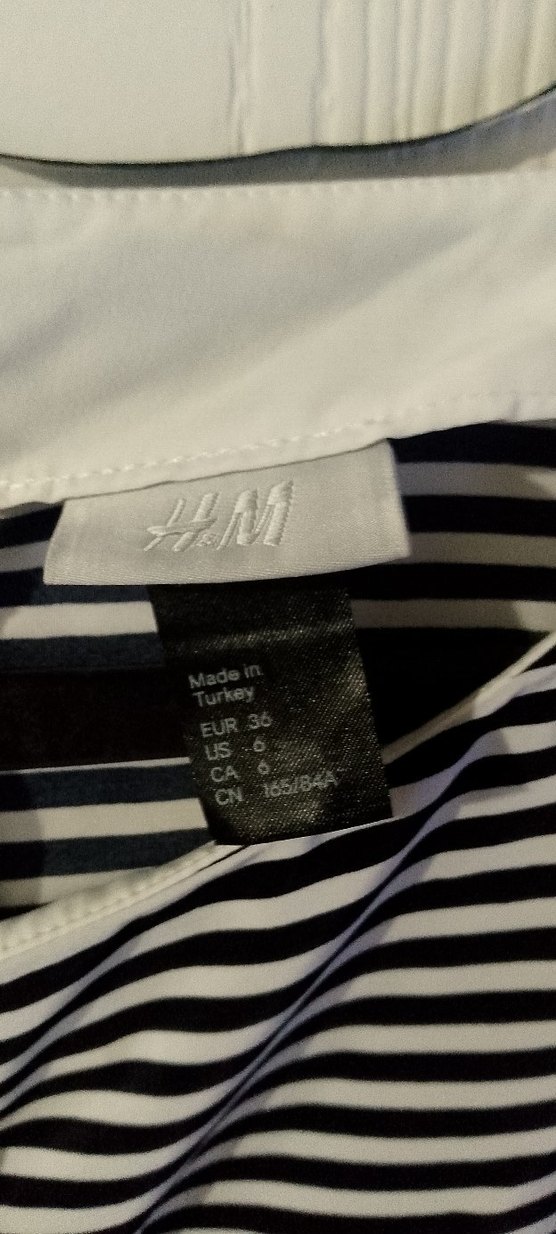 H&M
Made in
Turkey
EUR 36
US 6
CA 6
CN 165/84A